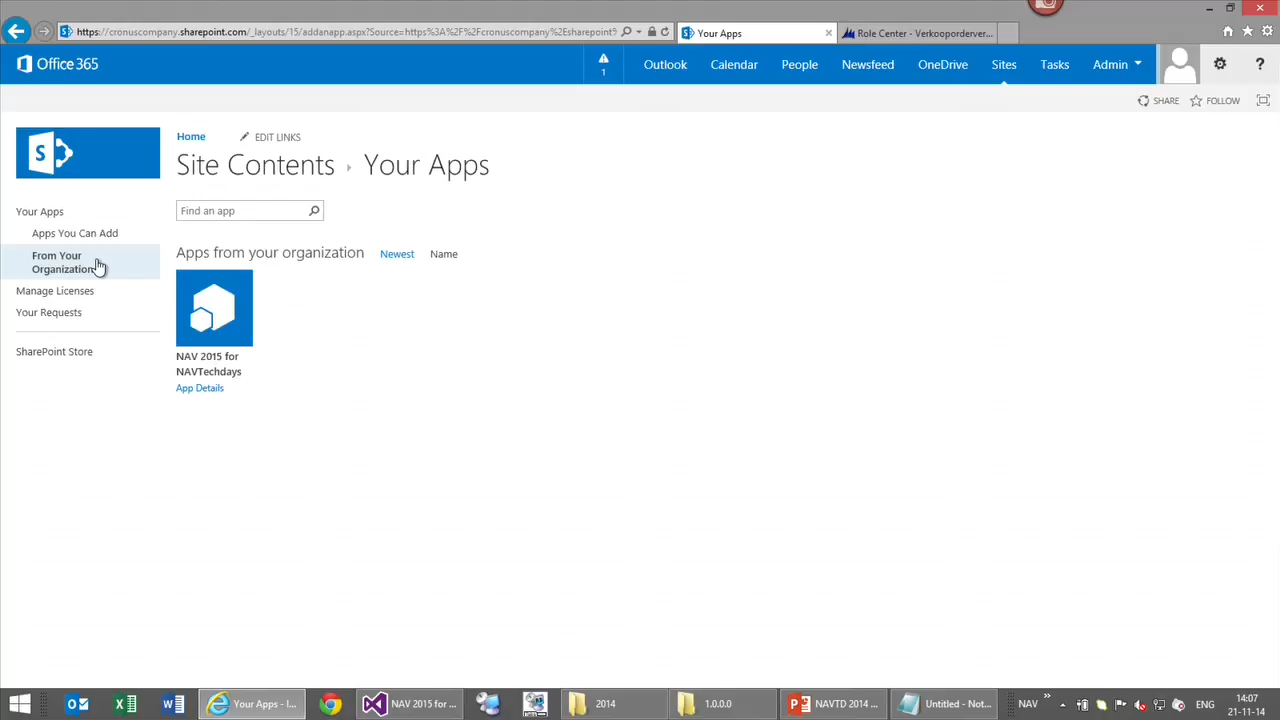 https://cronuscompany.sharepoint.com/_layouts/15/addanapp.aspx?Source=https%3A%2F%2Fcronuscompany%2Esharepoint%
Your Apps
Role Center - Verkooporderver...
Office 365
1
Outlook
Calendar
People
Newsfeed
OneDrive
Sites
Tasks
Admin
?
SHARE
FOLLOW
S
Home
EDIT LINKS
Site Contents
Your Apps
Find an app
Your Apps
Apps You Can Add
From Your
Organization
Manage Licenses
Your Requests
SharePoint Store
Apps from your organization
Newest
Name
NAV 2015 for
NAVTechdays
App Details
Your Apps - I...
NAV 2015 for ...
2014
1.0.0.0
NAVTD 2014 ...
Untitled - Not...
NAV
ENG
14:07
21-11-14